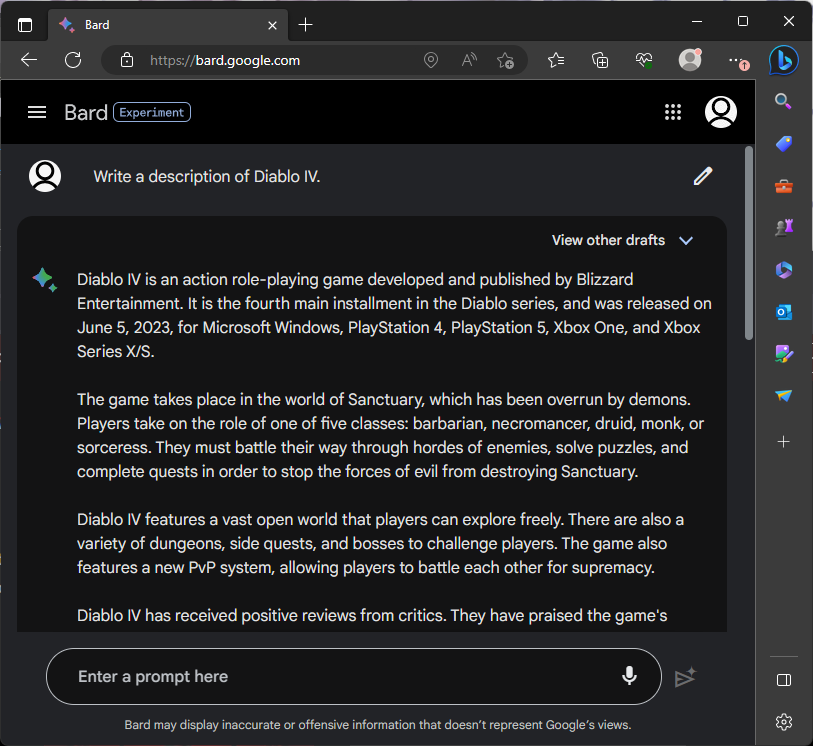 Bard
https://bard.google.com
Bard Experiment
Write a description of Diablo IV.
View other drafts
Diablo IV is an action role-playing game developed and published by Blizzard
Entertainment. It is the fourth main installment in the Diablo series, and was released on
June 5, 2023, for Microsoft Windows, PlayStation 4, PlayStation 5, Xbox One, and Xbox
Series X/S.
The game takes place in the world of Sanctuary, which has been overrun by demons.
Players take on the role of one of five classes: barbarian, necromancer, druid, monk, or
sorceress. They must battle their way through hordes of enemies, solve puzzles, and
complete quests in order to stop the forces of evil from destroying Sanctuary.
Diablo IV features a vast open world that players can explore freely. There are also a
variety of dungeons, side quests, and bosses to challenge players. The game also
features a new PvP system, allowing players to battle each other for supremacy.
Diablo IV has received positive reviews from critics. They have praised the game's
Enter a prompt here
Bard may display inaccurate or offensive information that doesn't represent Google's views.